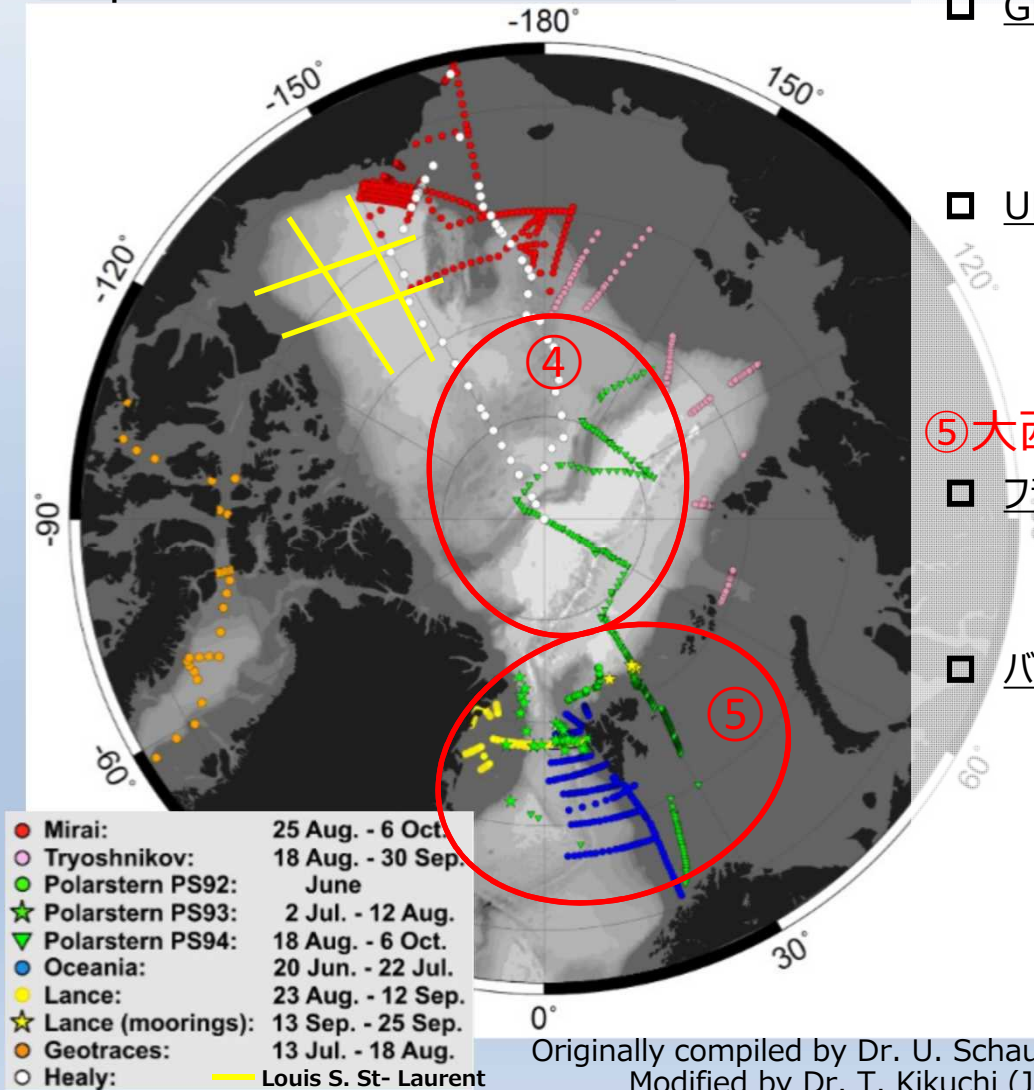 -180°
-150°
150°
-120°
120°
-90°
-60°
60°
30°
0°
④
⑤
G
U
⑤大西
フ
バ
Mirai: 25 Aug. - 6 Oct.
Tryoshnikov: 18 Aug. - 30 Sep.
Polarstern PS92: June
Polarstern PS93: 2 Jul. - 12 Aug.
Polarstern PS94: 18 Aug. - 6 Oct.
Oceania: 20 Jun. - 22 Jul.
Lance: 23 Aug. - 12 Sep.
Lance (moorings): 13 Sep. - 25 Sep.
Geotraces: 13 Jul. - 18 Aug.
Healy:
Louis S. St- Laurent
Originally compiled by Dr. U. Schau
Modified by Dr. T. Kikuchi (J